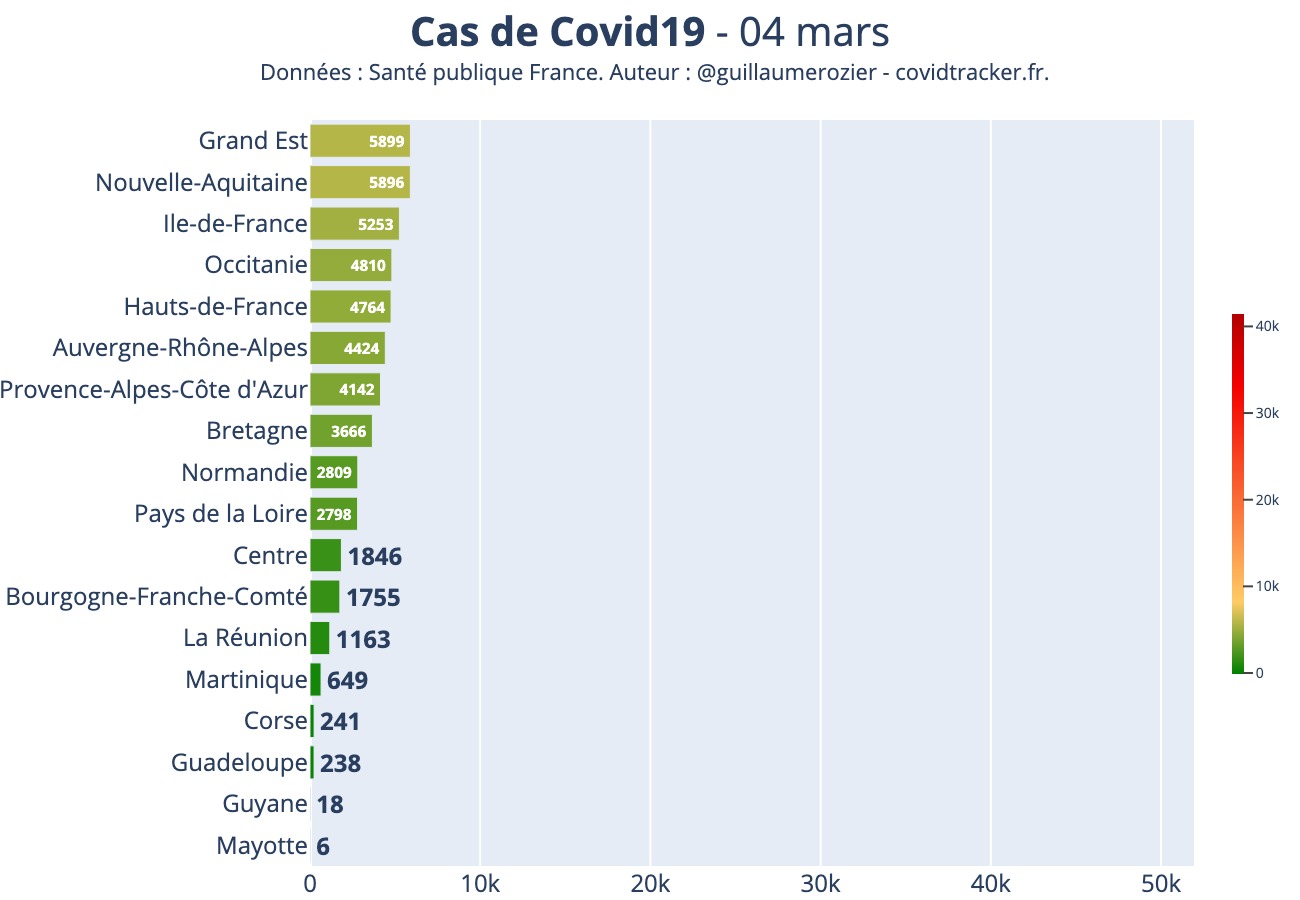 Cas de Covid19 - 04 mars
Données : Santé publique France. Auteur : @guillaumerozier - covidtracker.fr.
Grand Est 5899
Nouvelle-Aquitaine 5896
Ile-de-France 5253
Occitanie 4810
Hauts-de-France 4764
Auvergne-Rhône-Alpes 4424
Provence-Alpes-Côte d'Azur 4142
Bretagne 3666
Normandie 2809
Pays de la Loire 2798
Centre 1846
Bourgogne-Franche-Comté 1755
La Réunion 1163
Martinique 649
Corse 241
Guadeloupe 238
Guyane 18
Mayotte 6
0 10k 20k 30k 40k 50k
40k
30k
20k
10k
0